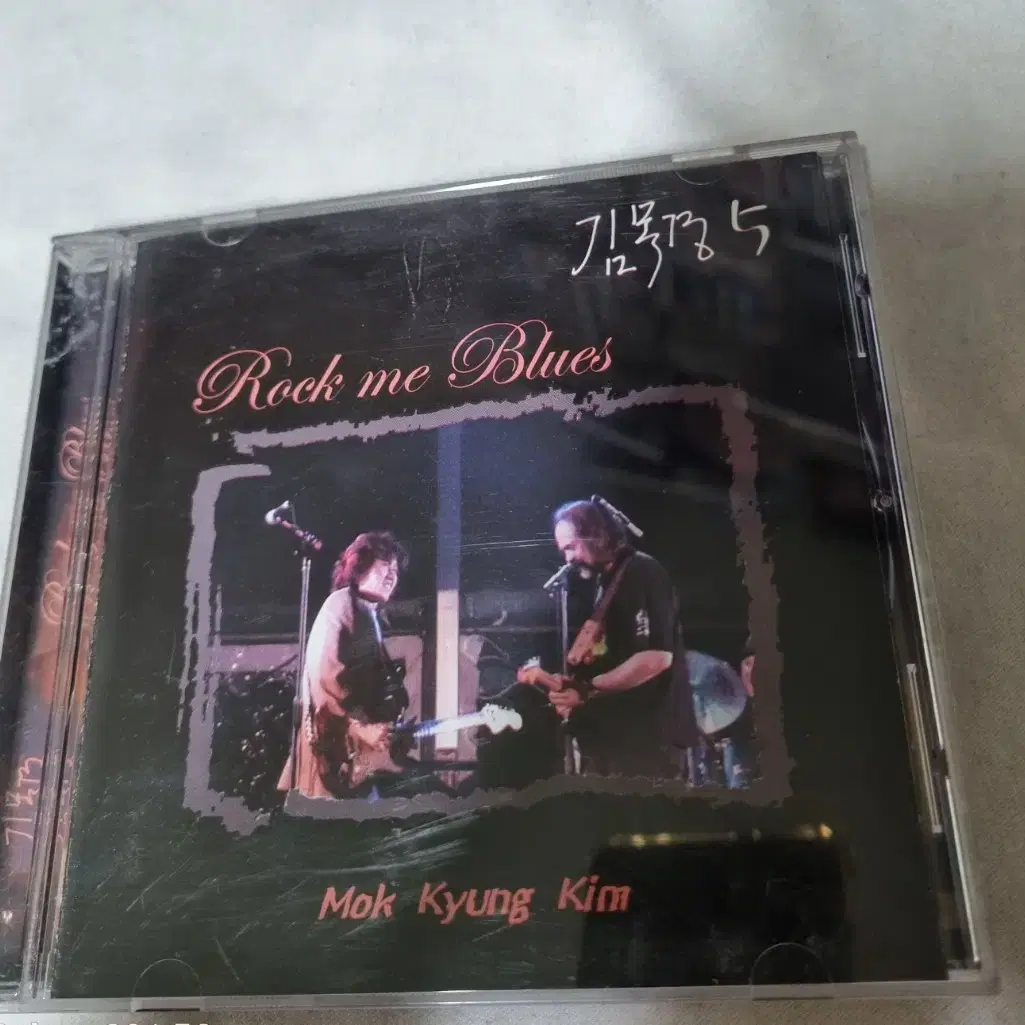 김목경 5
Rock me Blues
Mok Kyung Kim